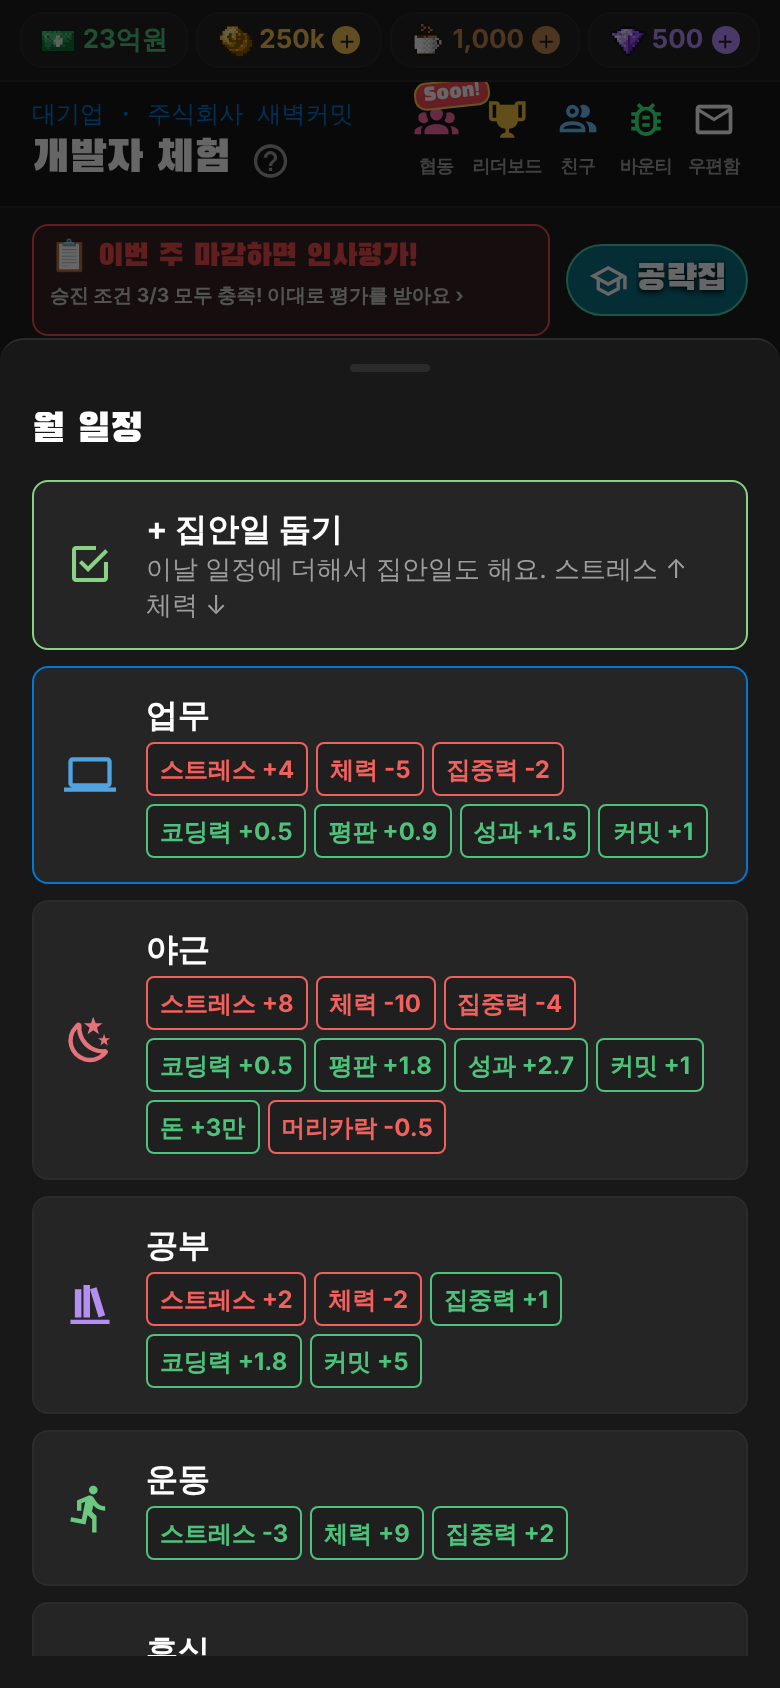 23억원 250k + 1,000 + 500 +
대기업 · 주식회사 새벽커밋
개발자 체험 ?
Soon!
협동 리더보드 친구 바운티 우편함
이번 주 마감하면 인사평가!
승진 조건 3/3 모두 충족! 이대로 평가를 받아요 ›
공략집
월 일정
+ 집안일 돕기
이날 일정에 더해서 집안일도 해요. 스트레스 ↑
체력 ↓
업무
스트레스 +4 체력 -5 집중력 -2
코딩력 +0.5 평판 +0.9 성과 +1.5 커밋 +1
야근
스트레스 +8 체력 -10 집중력 -4
코딩력 +0.5 평판 +1.8 성과 +2.7 커밋 +1
돈 +3만 머리카락 -0.5
공부
스트레스 +2 체력 -2 집중력 +1
코딩력 +1.8 커밋 +5
운동
스트레스 -3 체력 +9 집중력 +2